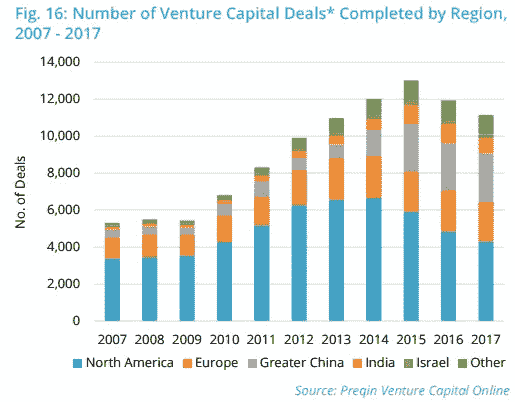 Fig. 16: Number of Venture Capital Deals* Completed by Region,
2007 - 2017
14,000
12,000
10,000
8,000
6,000
4,000
2,000
0
No. of Deals
2007 2008 2009 2010 2011 2012 2013 2014 2015 2016 2017
North America Europe Greater China India Israel Other
Source: Preqin Venture Capital Online